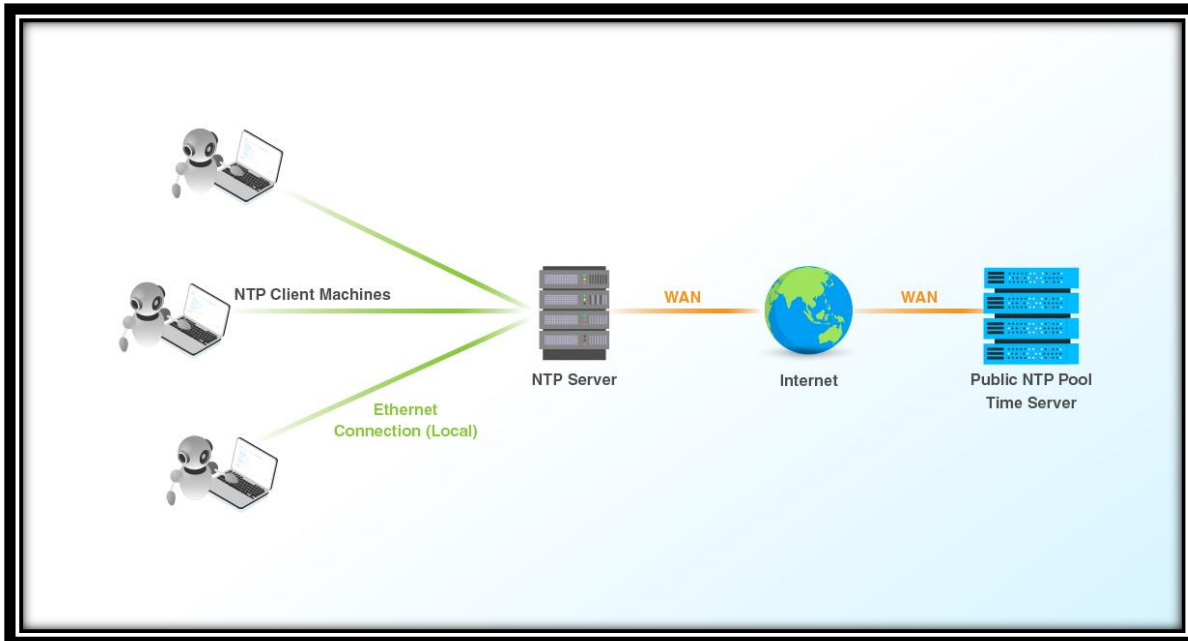 NTP Client Machines
WAN
WAN
NTP Server
Internet
Public NTP Pool
Time Server
Ethernet
Connection (Local)